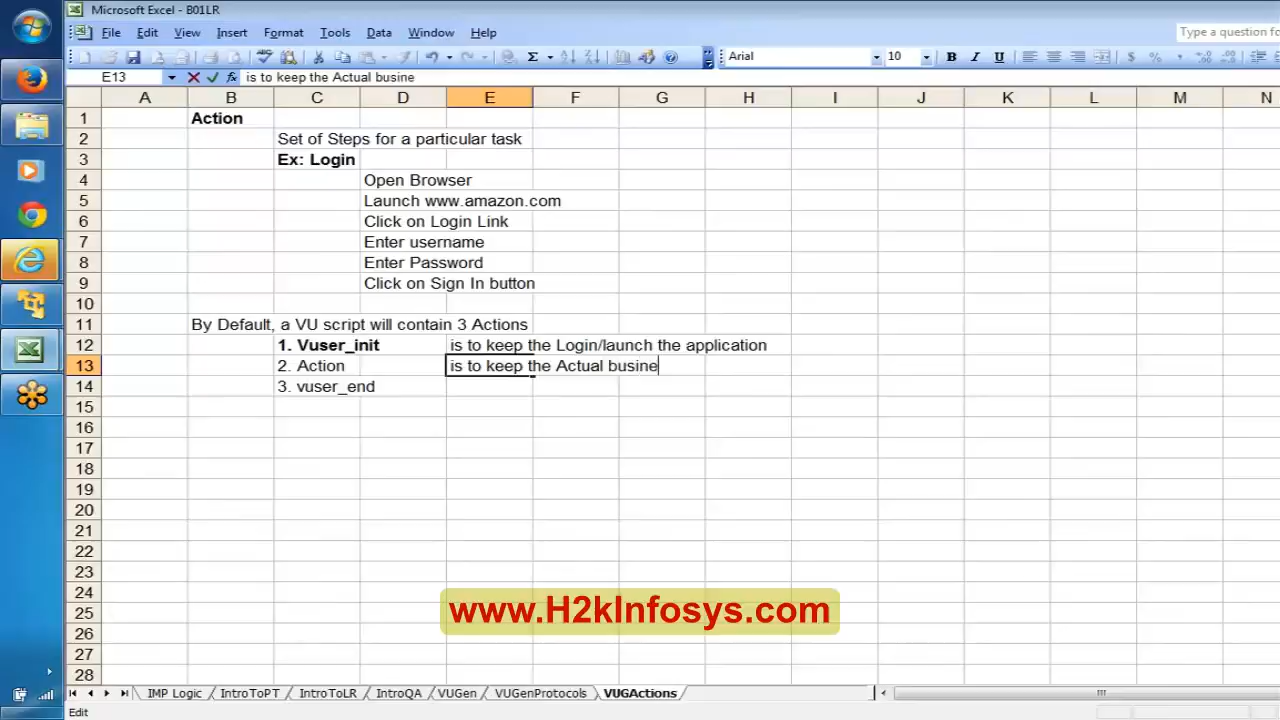 Microsoft Excel - B01LR
File Edit View Insert Format Tools Data Window Help
Type a question for
Arial 10 B I U $ %
E13 fx is to keep the Actual busine
A B C D E F G H I J K L M N
1 Action
2 Set of Steps for a particular task
3 Ex: Login
4 Open Browser
5 Launch www.amazon.com
6 Click on Login Link
7 Enter username
8 Enter Password
9 Click on Sign In button
10
11 By Default, a VU script will contain 3 Actions
12 1. Vuser_init is to keep the Login/launch the application
13 2. Action is to keep the Actual busine
14 3. vuser_end
15
16
17
18
19
20
21
22
23
24
25
26
27
28
www.H2kInfosys.com
IMP Logic IntroToPT IntroToLR IntroQA VUGen VUGenProtocols VUGActions
Edit